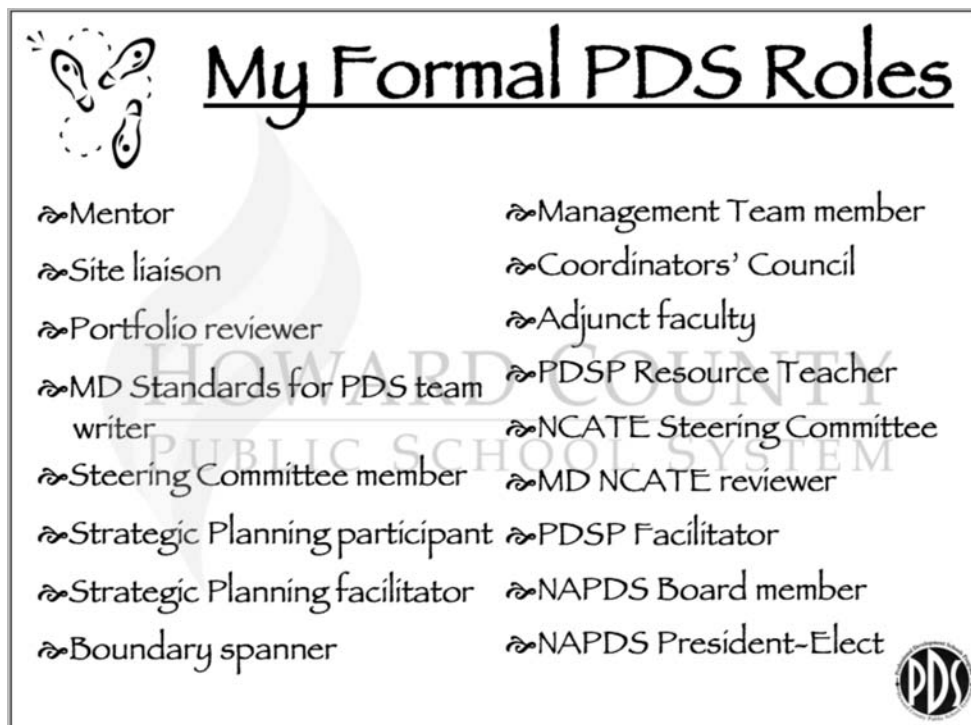 My Formal PDS Roles
Mentor
Site liaison
Portfolio reviewer
MD Standards for PDS team
writer
Steering Committee member
Strategic Planning participant
Strategic Planning facilitator
Boundary spanner
Management Team member
Coordinators' Council
Adjunct faculty
PDSP Resource Teacher
NCATE Steering Committee
MD NCATE reviewer
PDSP Facilitator
NAPDS Board member
NAPDS President-Elect
HOWARD COUNTY
PUBLIC SCHOOL SYSTEM
PDS